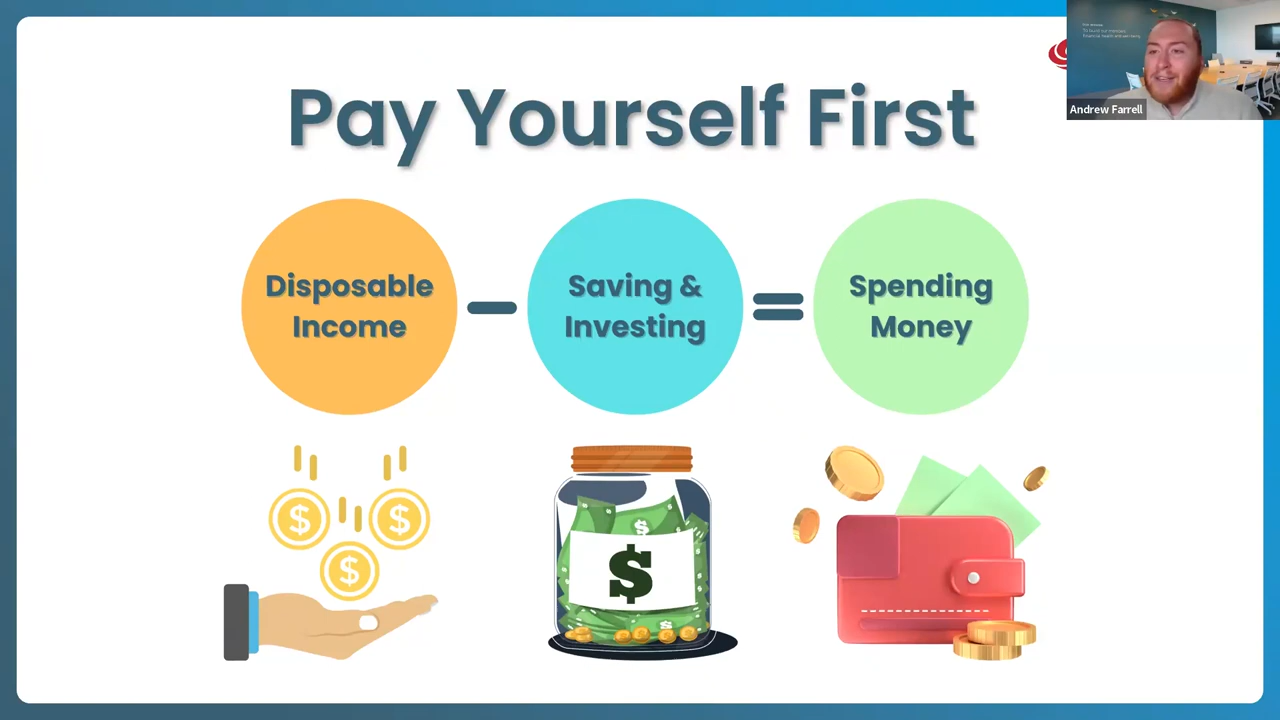 Pay Yourself First
Disposable
Income
Saving &
Investing
Spending
Money
$ $
$
$
$
$
Andrew Farrell